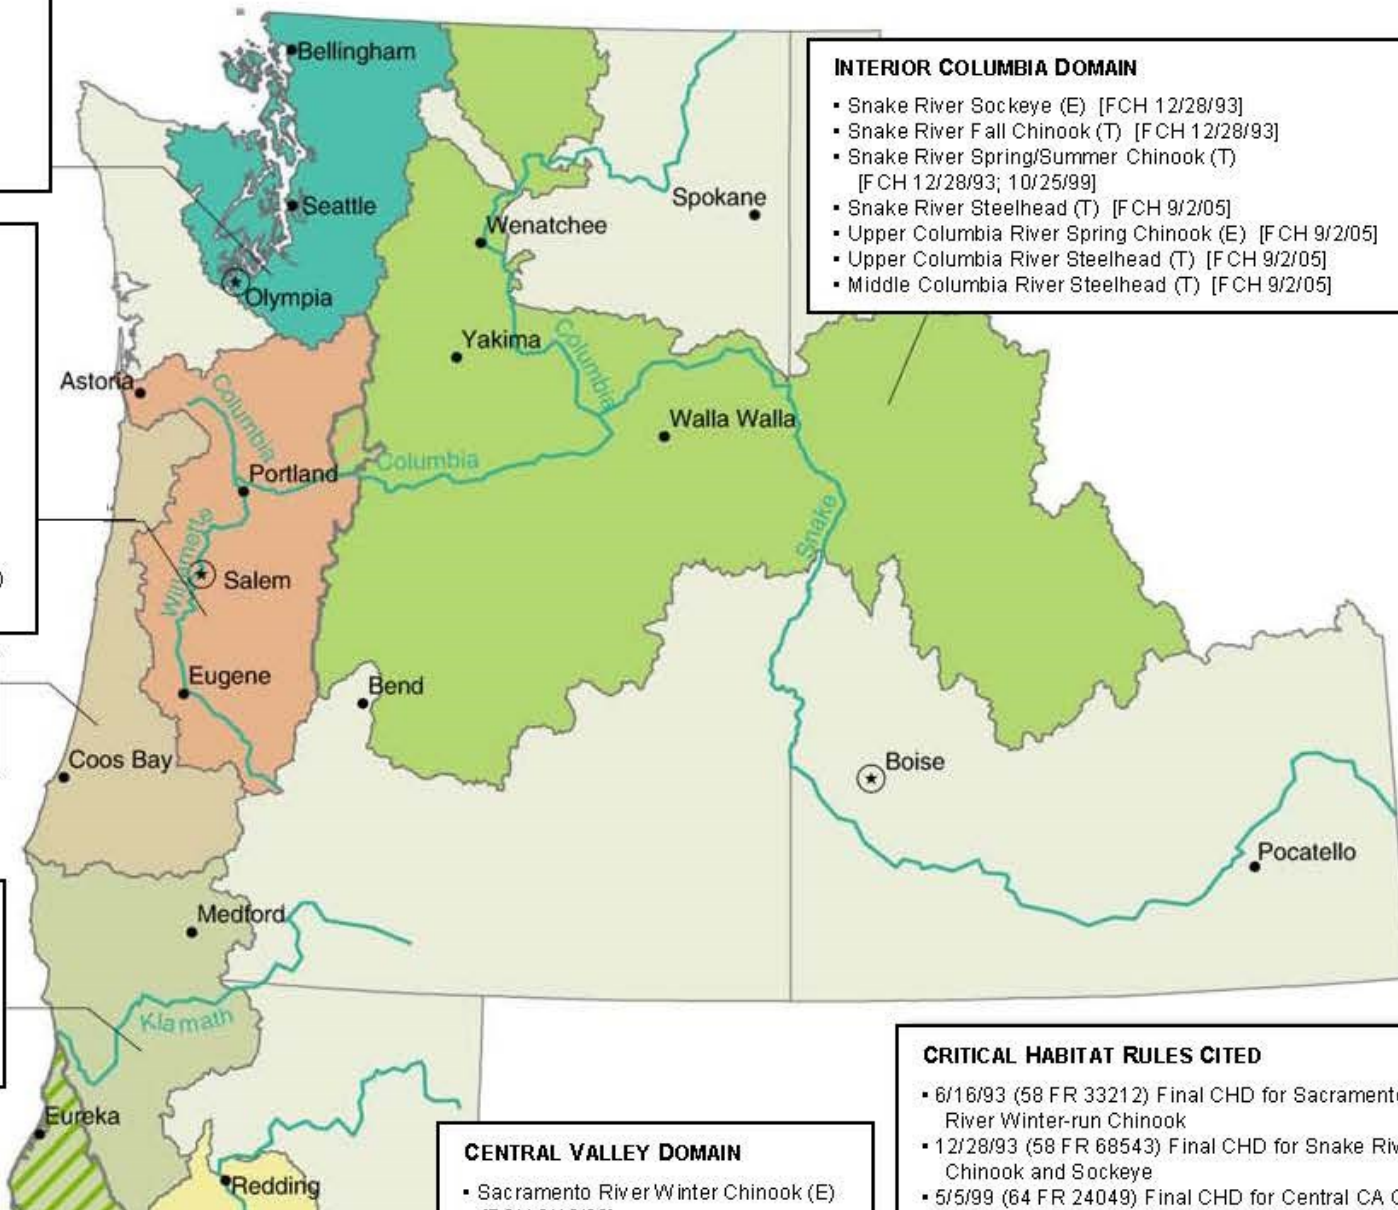 Bellingham
INTERIOR COLUMBIA DOMAIN
▪ Snake River Sockeye (E) [FCH 12/28/93]
▪ Snake River Fall Chinook (T) [FCH 12/28/93]
▪ Snake River Spring/Summer Chinook (T)
[FCH 12/28/93; 10/25/99]
▪ Snake River Steelhead (T) [FCH 9/2/05]
▪ Upper Columbia River Spring Chinook (E) [FCH 9/2/05]
▪ Upper Columbia River Steelhead (T) [FCH 9/2/05]
▪ Middle Columbia River Steelhead (T) [FCH 9/2/05]
Seattle
Spokane
Wenatchee
Olympia
Yakima
Columbia
Astoria
Columbia
Walla Walla
Portland
Columbia
Snake
Willamette
Salem
)
Eugene
Bend
Coos Bay
Boise
Pocatello
Medford
Klamath
Eureka
Redding
CENTRAL VALLEY DOMAIN
▪ Sacramento River Winter Chinook (E)
CRITICAL HABITAT RULES CITED
▪ 6/16/93 (58 FR 33212) Final CHD for Sacramento
River Winter-run Chinook
▪ 12/28/93 (58 FR 68543) Final CHD for Snake Riv
Chinook and Sockeye
▪ 5/5/99 (64 FR 24049) Final CHD for Central CA C